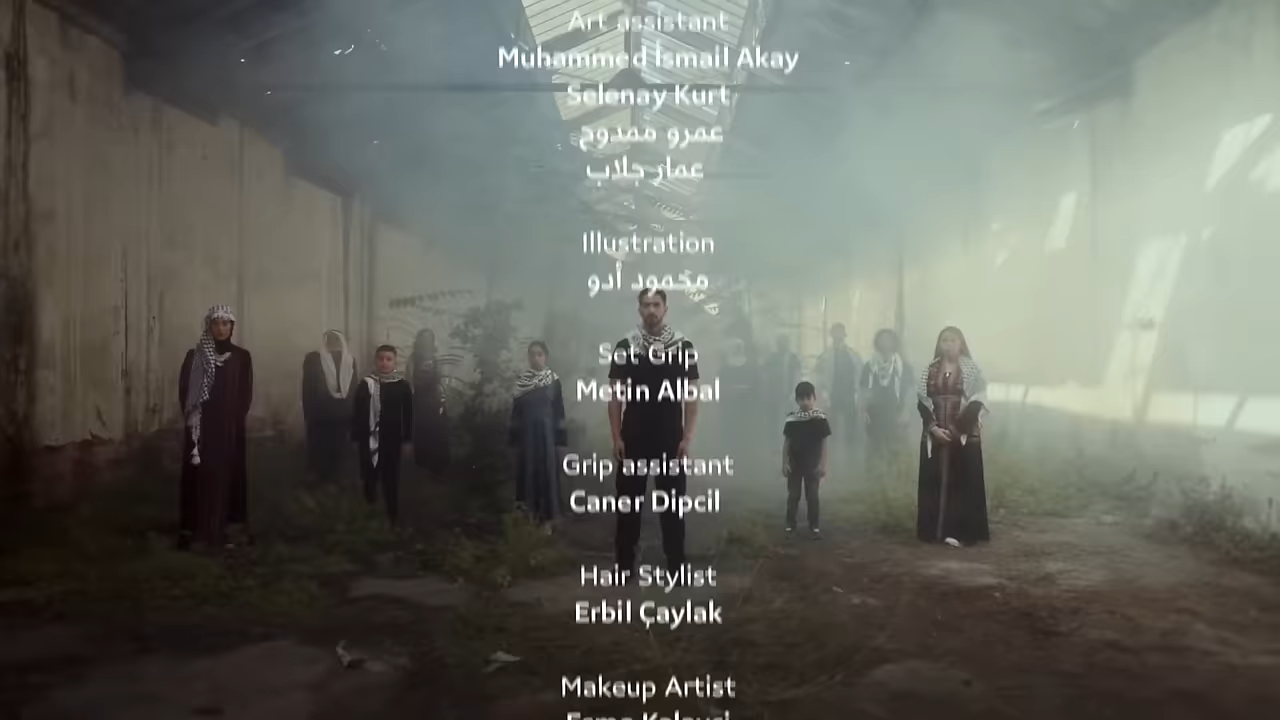 Art assistant
Muhammed İsmail Akay
Selenay Kurt
عمرو ممدوح
عمار جلاب
Illustration
محمود أدو
Set Grip
Metin Albal
Grip assistant
Caner Dipcil
Hair Stylist
Erbil Çaylak
Makeup Artist